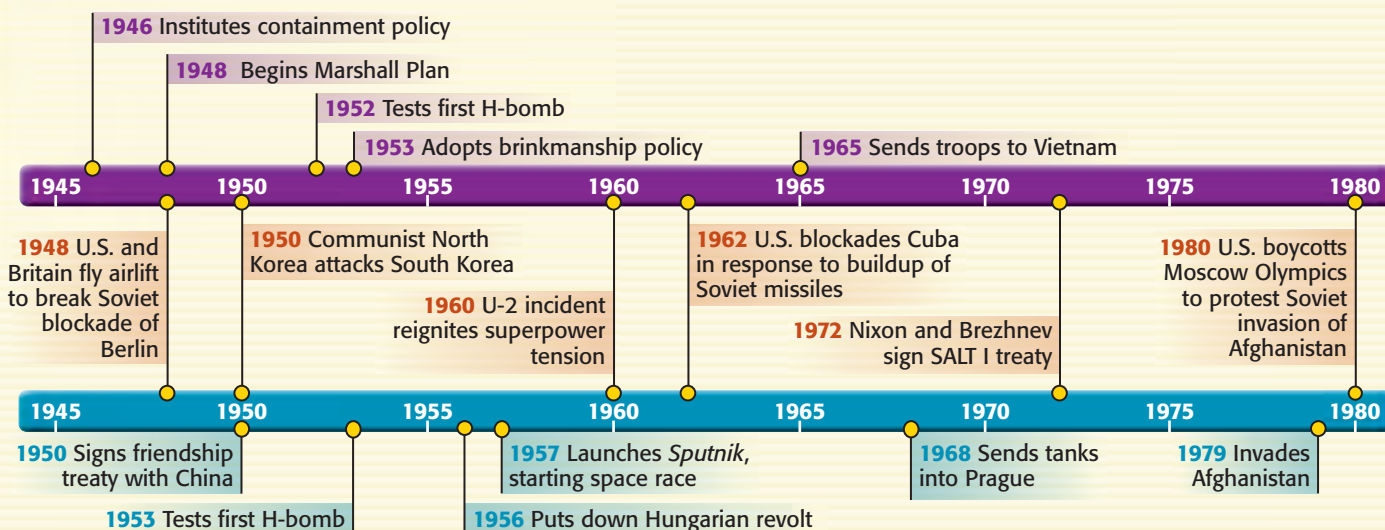 1946 Institutes containment policy
1948 Begins Marshall Plan
1952 Tests first H-bomb
1953 Adopts brinkmanship policy
1965 Sends troops to Vietnam
1945 1950 1955 1960 1965 1970 1975 1980
1948 U.S. and
Britain fly airlift
to break Soviet
blockade of
Berlin
1950 Communist North
Korea attacks South Korea
1960 U-2 incident
reignites superpower
tension
1962 U.S. blockades Cuba
in response to buildup of
Soviet missiles
1972 Nixon and Brezhnev
sign SALT I treaty
1980 U.S. boycotts
Moscow Olympics
to protest Soviet
invasion of
Afghanistan
1945 1950 1955 1960 1965 1970 1975 1980
1950 Signs friendship
treaty with China
1953 Tests first H-bomb
1956 Puts down Hungarian revolt
1957 Launches Sputnik,
starting space race
1968 Sends tanks
into Prague
1979 Invades
Afghanistan